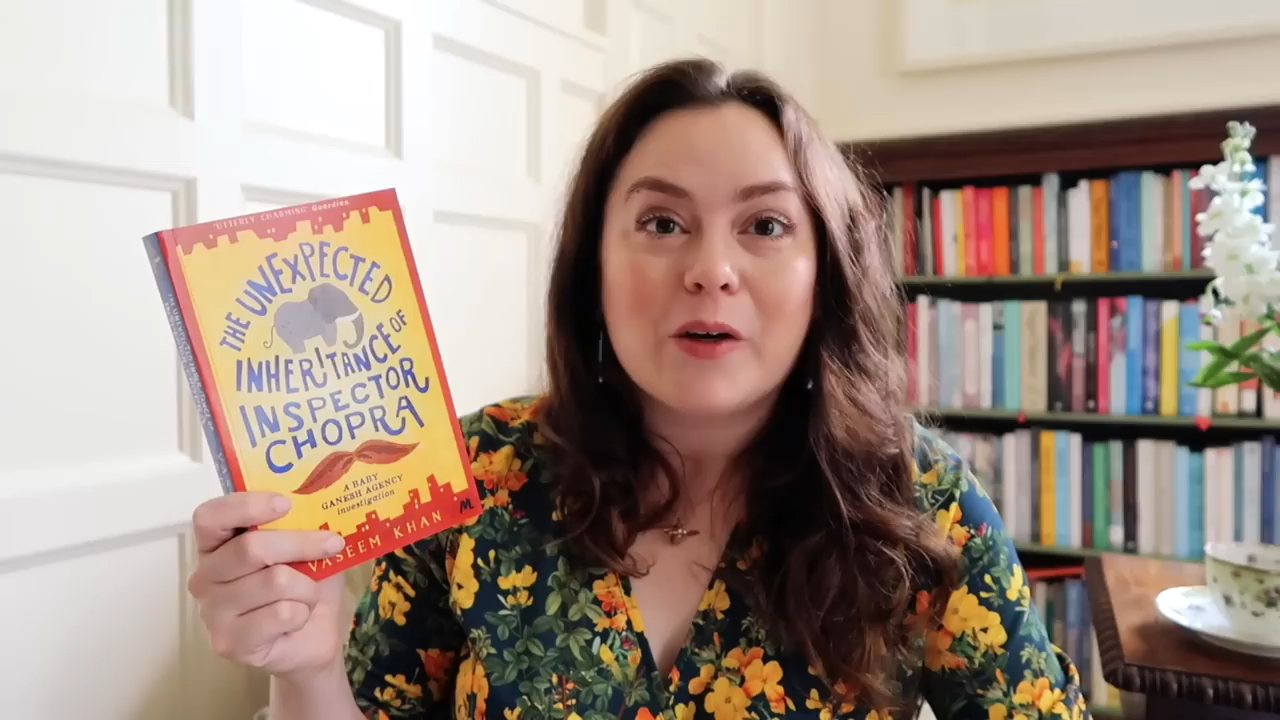 'UTTERLY CHARMING' Guardian
THE UNEXPECTED
INHERITANCE OF
INSPECTOR
CHOPRA
A BABY
GANESH AGENCY
investigation
VASEEM KHAN